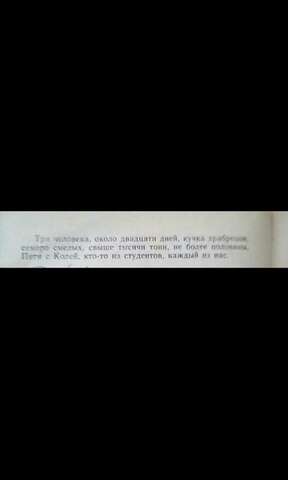 Три человека, около двадцати дней, кучка храбрецов,
семеро смелых, свыше тысячи тонн, не более половины,
Петя с Колей, кто-то из студентов, каждый из нас.